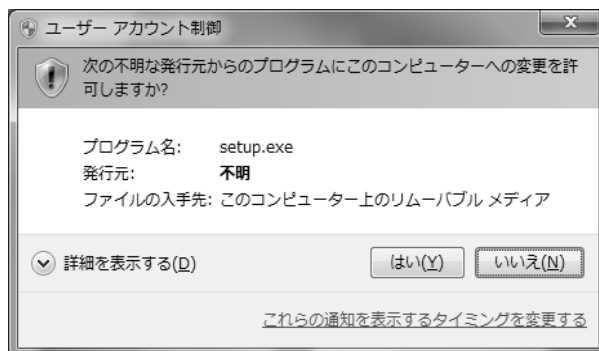 ユーザー アカウント制御
次の不明な発行元からのプログラムにこのコンピューターへの変更を許
可しますか?
プログラム名: setup.exe
発行元: 不明
ファイルの入手先: このコンピューター上のリムーバブル メディア
詳細を表示する(D) はい(Y) いいえ(N)
これらの通知を表示するタイミングを変更する